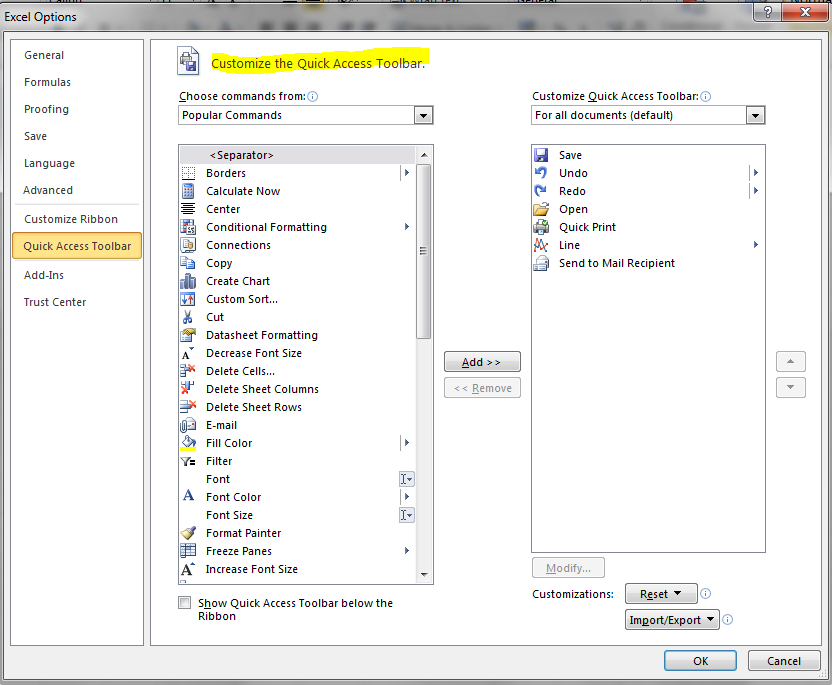 Excel Options
General
Formulas
Proofing
Save
Language
Advanced
Customize Ribbon
Quick Access Toolbar
Add-Ins
Trust Center
Customize the Quick Access Toolbar.
Choose commands from:
Popular Commands
<Separator>
Borders
Calculate Now
Center
Conditional Formatting
Connections
Copy
Create Chart
Custom Sort...
Cut
Datasheet Formatting
Decrease Font Size
Delete Cells...
Delete Sheet Columns
Delete Sheet Rows
E-mail
Fill Color
Filter
Font
Font Color
Font Size
Format Painter
Freeze Panes
Increase Font Size
Show Quick Access Toolbar below the
Ribbon
Add >>
<< Remove
Customize Quick Access Toolbar:
For all documents (default)
Save
Undo
Redo
Open
Quick Print
Line
Send to Mail Recipient
Modify...
Customizations:
Reset
Import/Export
OK
Cancel